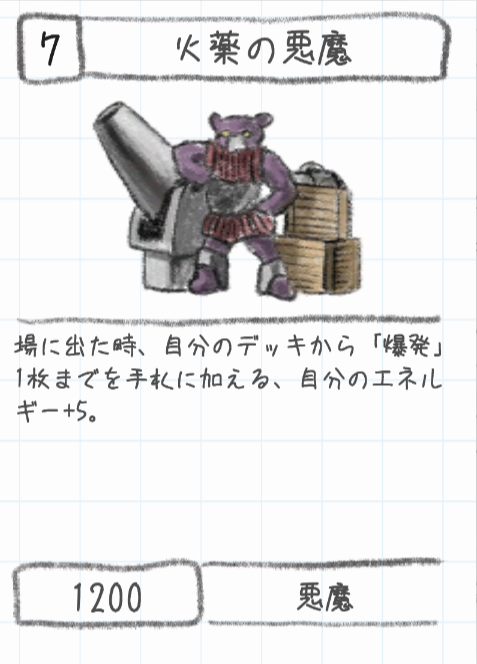 7
火薬の悪魔
場に出た時、自分のデッキから「爆発」
1枚までを手札に加える、自分のエネル
ギー+5。
1200
悪魔